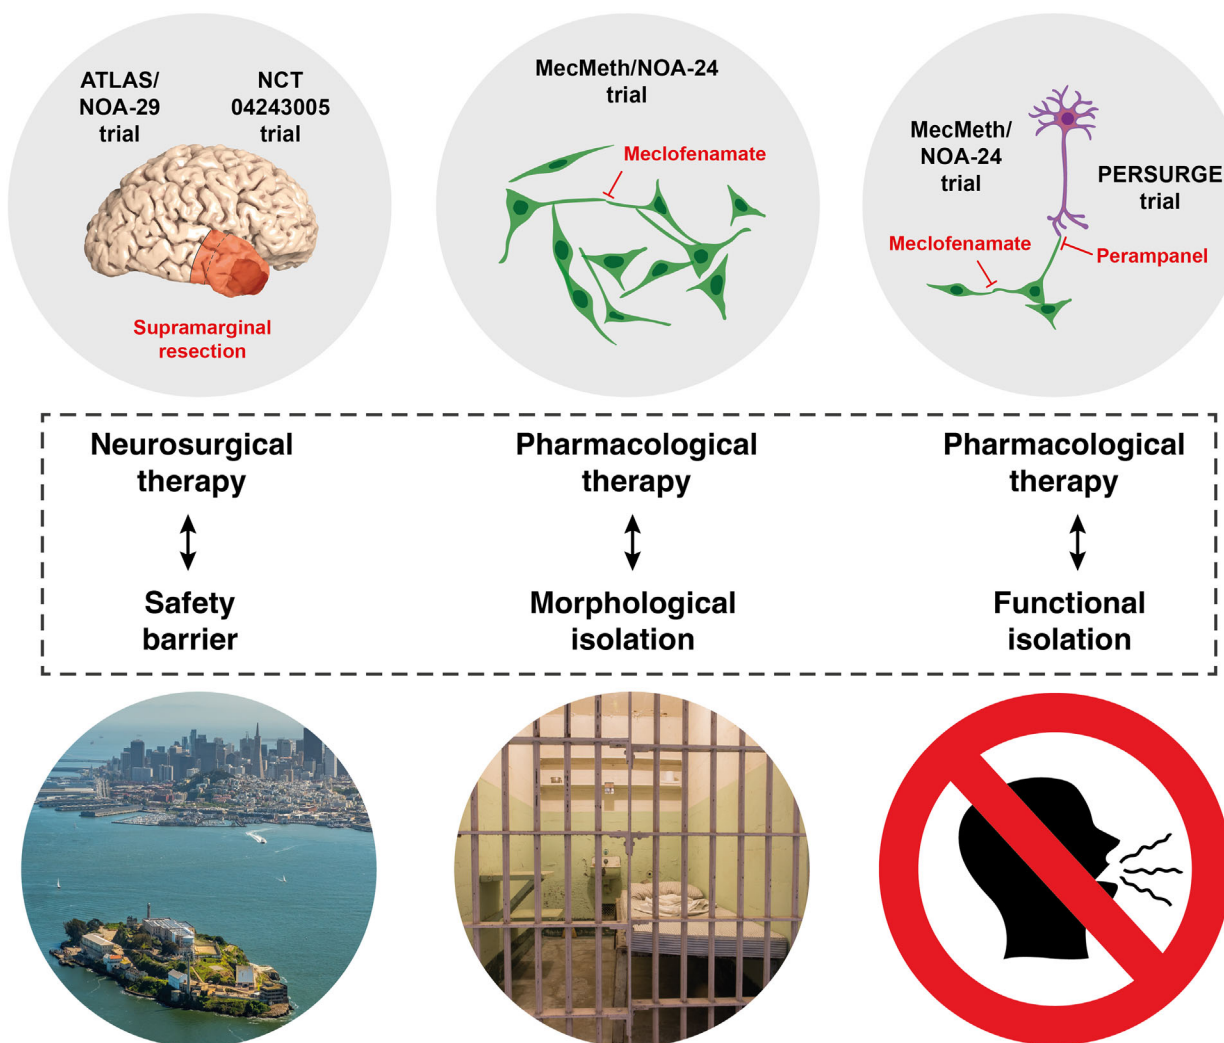 ATLAS/
NOA-29
trial
NCT
04243005
trial
Supramarginal
resection
MecMeth/NOA-24
trial
Meclofenamate
MecMeth/
NOA-24
trial
PERSURGE
trial
Meclofenamate
Perampanel
Neurosurgical
therapy
Pharmacological
therapy
Pharmacological
therapy
Safety
barrier
Morphological
isolation
Functional
isolation